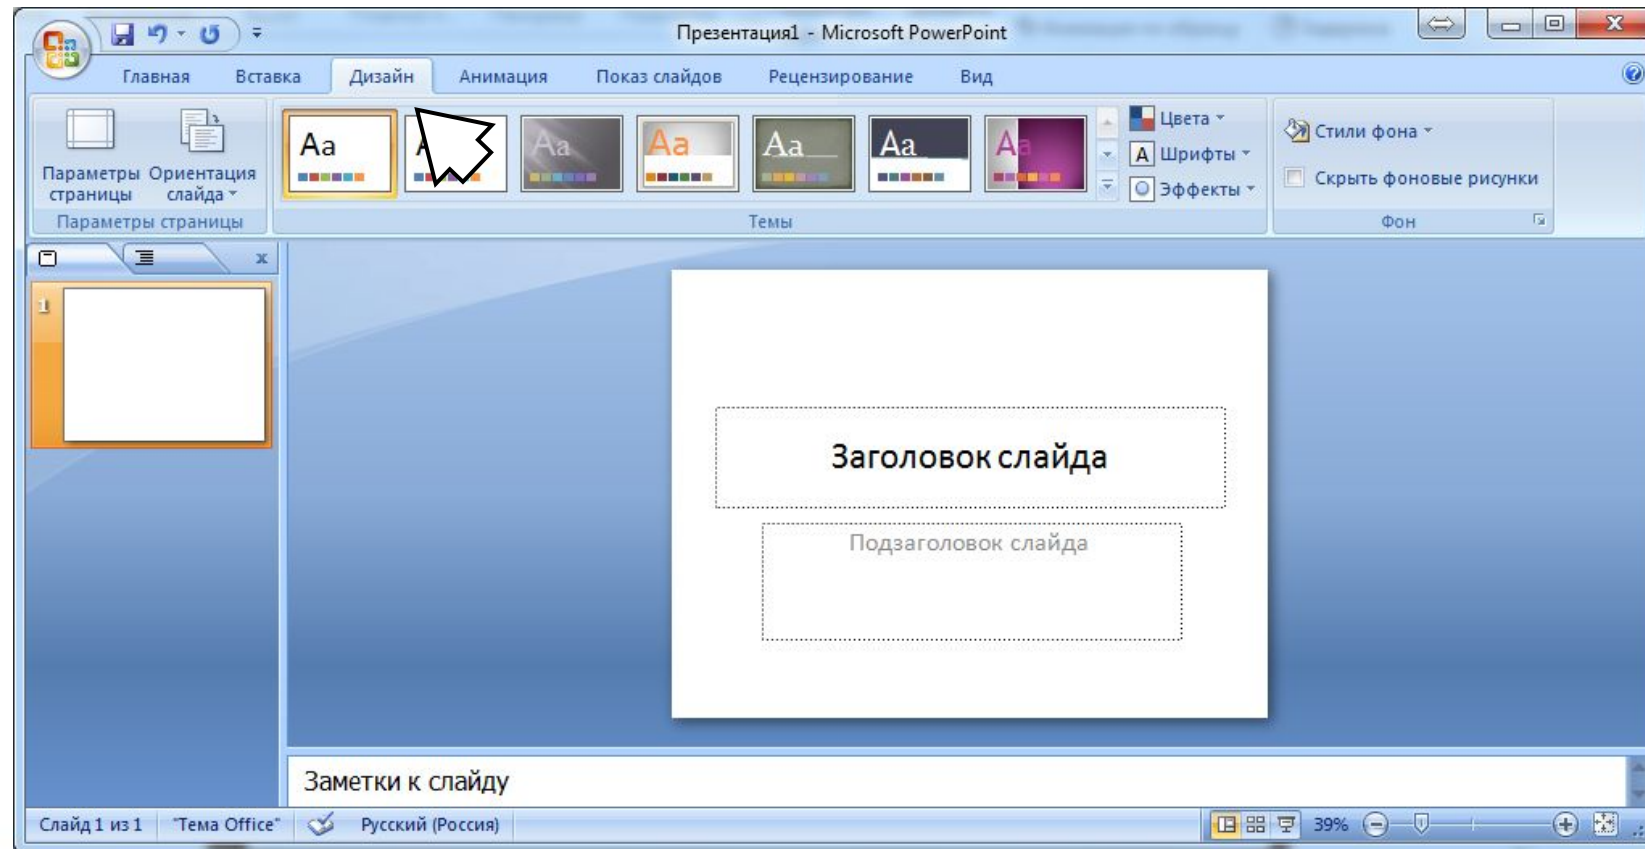 Презентация1 - Microsoft PowerPoint
Главная Вставка Дизайн Анимация Показ слайдов Рецензирование Вид
Параметры страницы
Ориентация слайда
Параметры страницы
Aa
A
Aa
Aa
Aa
Aa
Aa
Темы
Цвета
A Шрифты
Эффекты
Стили фона
Скрыть фоновые рисунки
Фон
1
Заголовок слайда
Подзаголовок слайда
Заметки к слайду
Слайд 1 из 1 "Тема Office" Русский (Россия) 39%